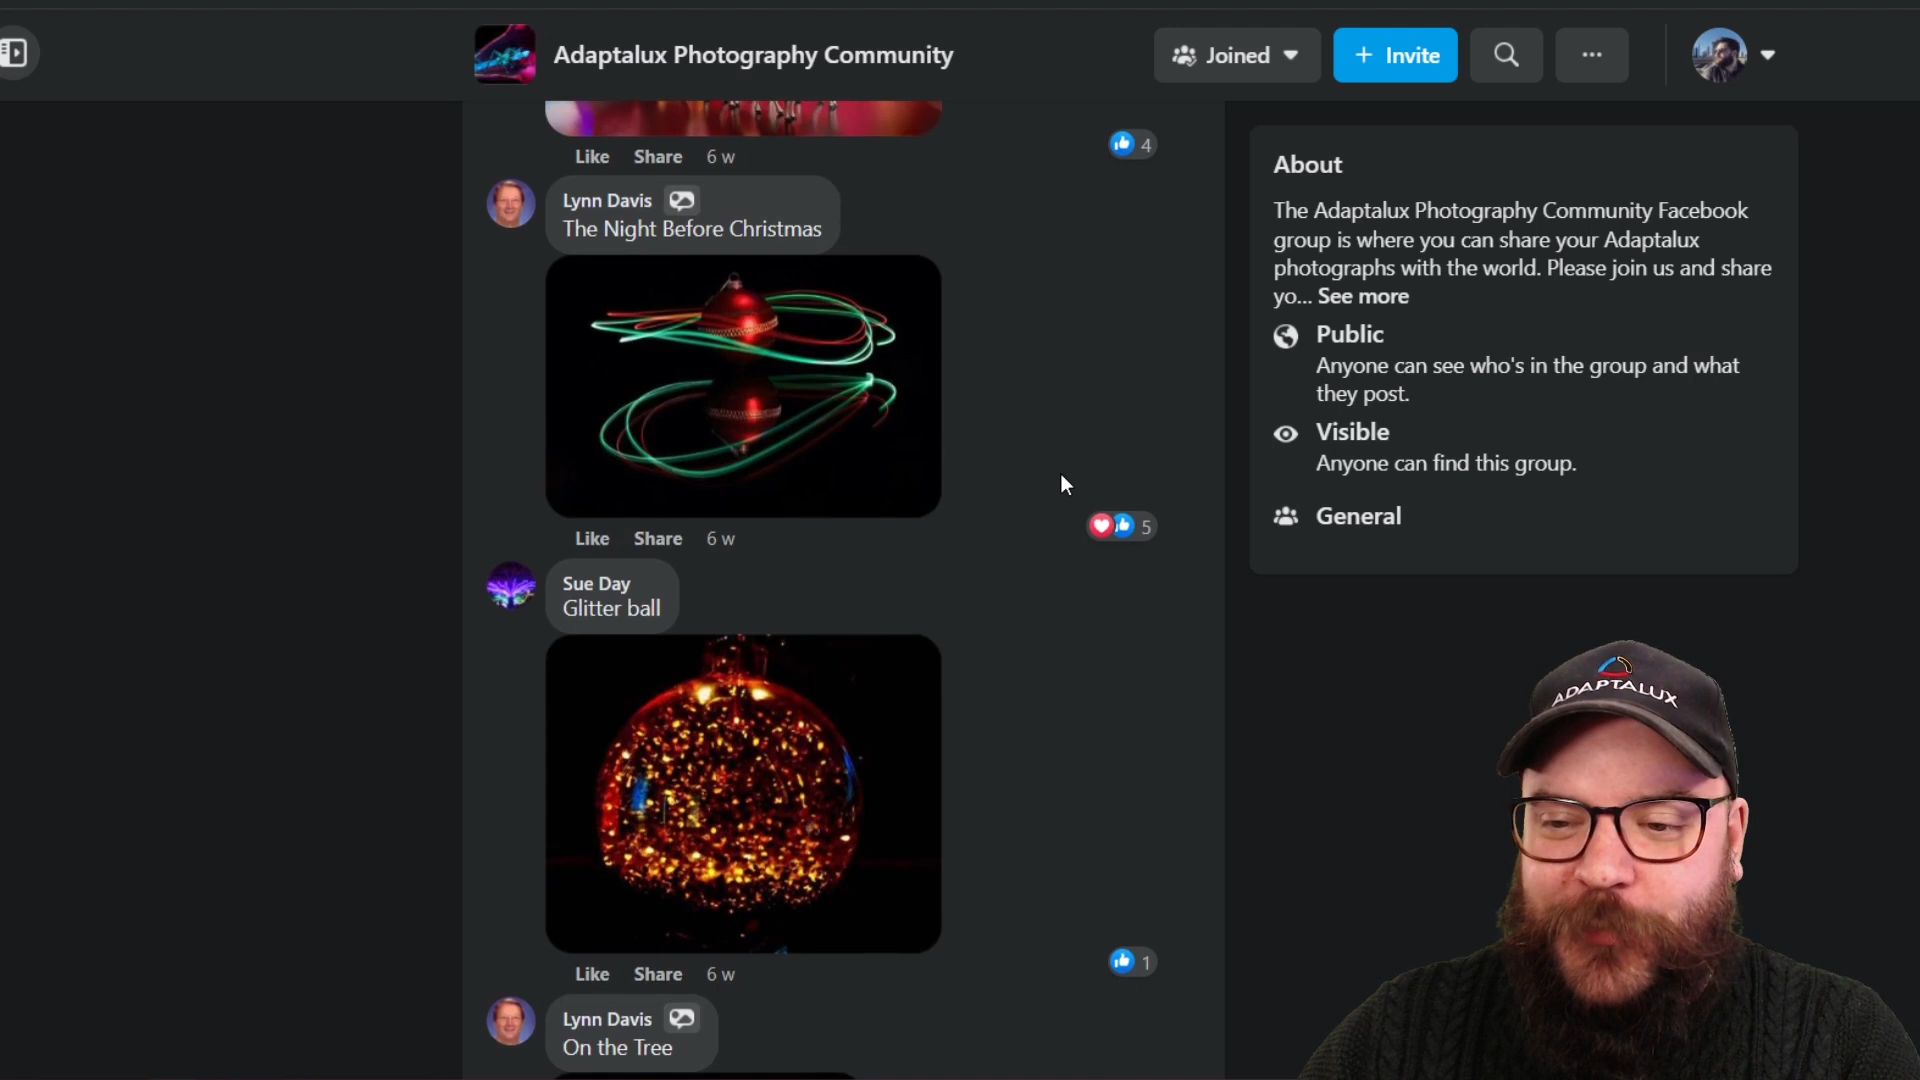 Adaptalux Photography Community
Joined
+ Invite
Like Share 6 w
4
Lynn Davis
The Night Before Christmas
Like Share 6 w
5
Sue Day
Glitter ball
Like Share 6 w
1
Lynn Davis
On the Tree
About
The Adaptalux Photography Community Facebook
group is where you can share your Adaptalux
photographs with the world. Please join us and share
yo... See more
Public
Anyone can see who's in the group and what
they post.
Visible
Anyone can find this group.
General
ADAPTALUX